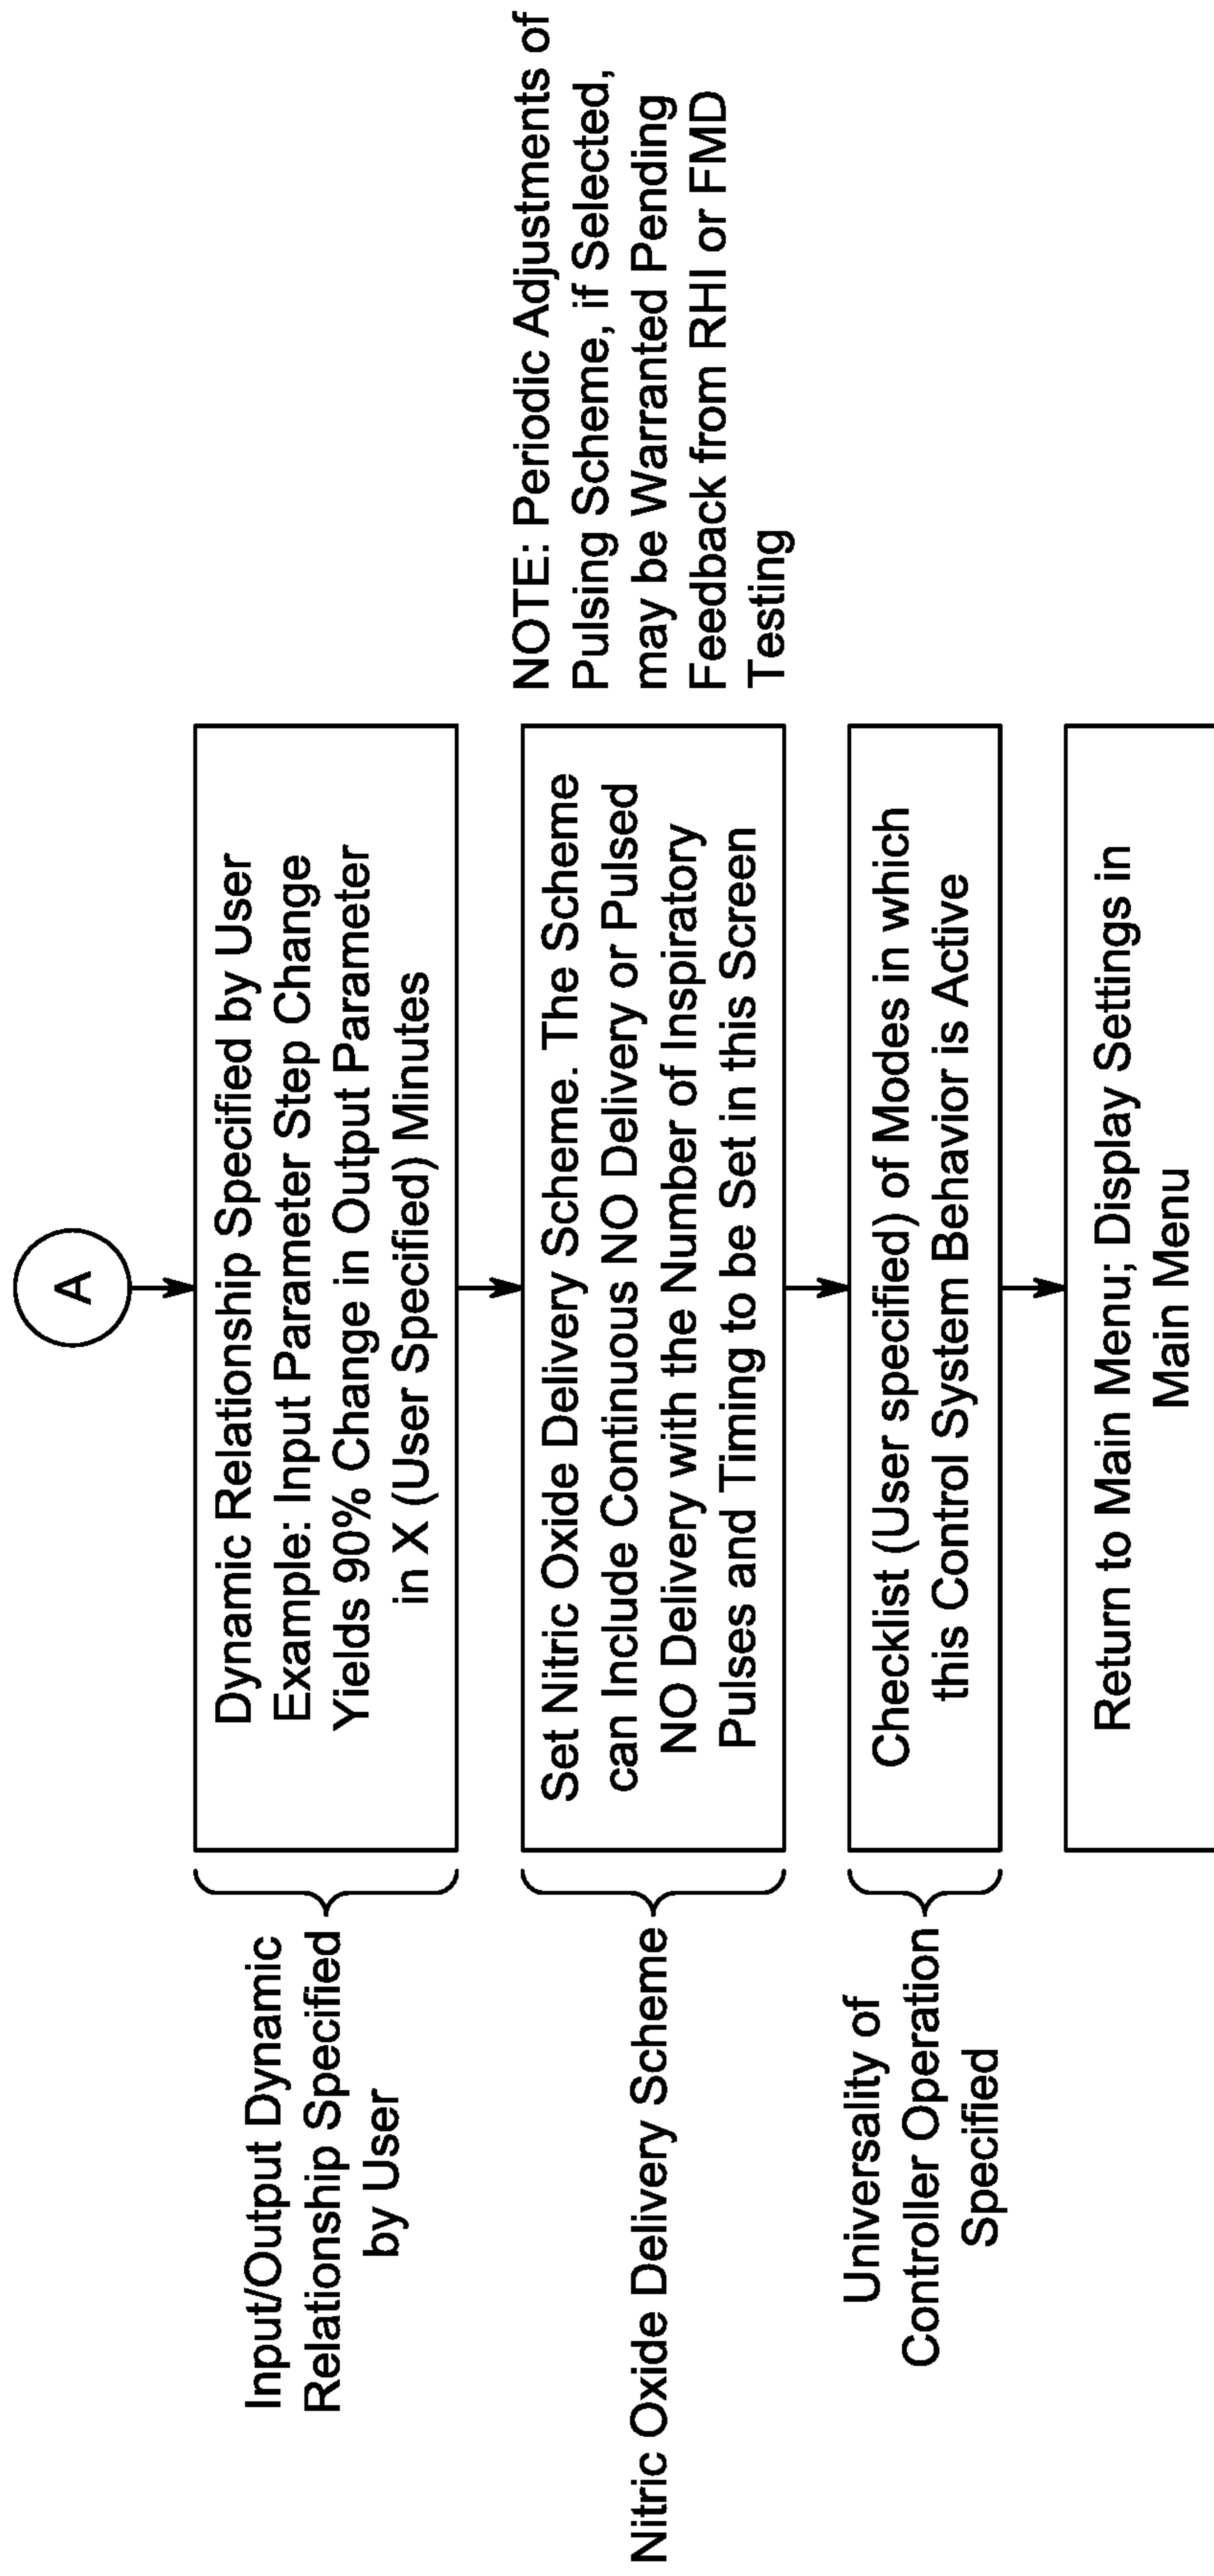 A
Input/Output Dynamic
Relationship Specified
by User
Dynamic Relationship Specified by User
Example: Input Parameter Step Change
Yields 90% Change in Output Parameter
in X (User Specified) Minutes
Nitric Oxide Delivery Scheme
Set Nitric Oxide Delivery Scheme. The Scheme
can Include Continuous NO Delivery or Pulsed
NO Delivery with the Number of Inspiratory
Pulses and Timing to be Set in this Screen
NOTE: Periodic Adjustments of
Pulsing Scheme, if Selected,
may be Warranted Pending
Feedback from RHI or FMD
Testing
Universality of
Controller Operation
Specified
Checklist (User specified) of Modes in which
this Control System Behavior is Active
Return to Main Menu; Display Settings in
Main Menu